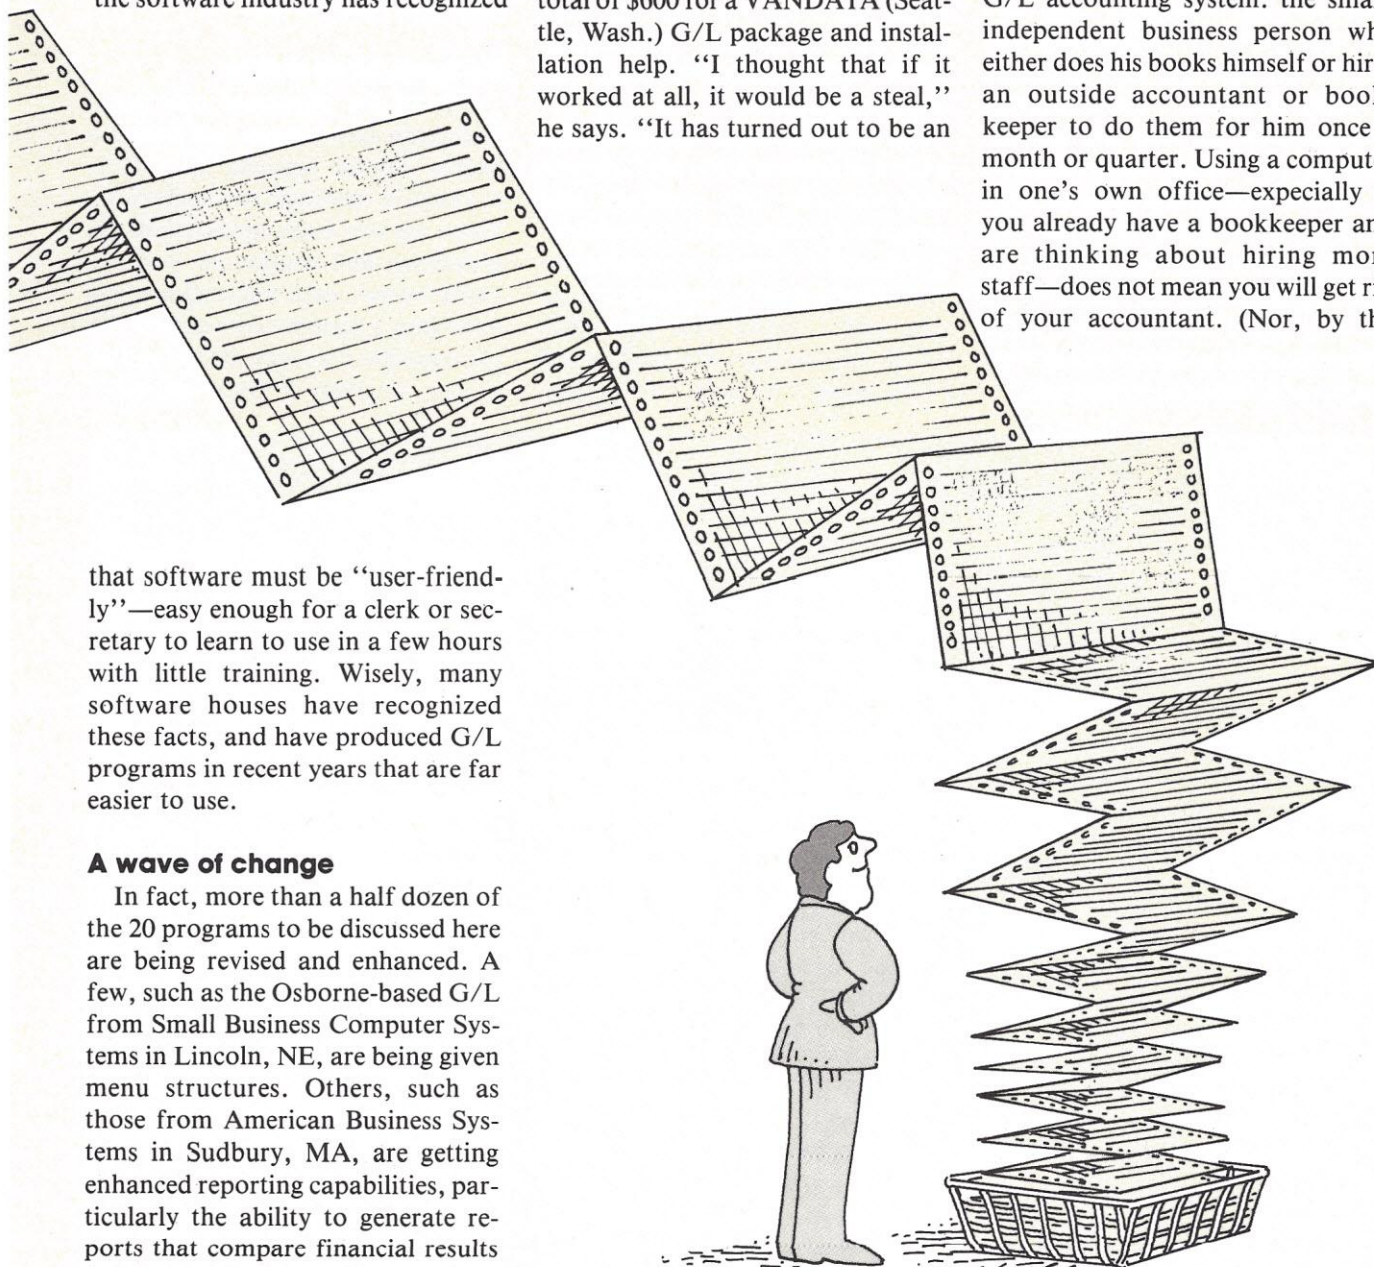 the software industry has recognized
that software must be “user-friend-
ly”—easy enough for a clerk or sec-
retary to learn to use in a few hours
with little training. Wisely, many
software houses have recognized
these facts, and have produced G/L
programs in recent years that are far
easier to use.
A wave of change
In fact, more than a half dozen of
the 20 programs to be discussed here
are being revised and enhanced. A
few, such as the Osborne-based G/L
from Small Business Computer Sys-
tems in Lincoln, NE, are being given
menu structures. Others, such as
those from American Business Sys-
tems in Sudbury, MA, are getting
enhanced reporting capabilities, par-
ticularly the ability to generate re-
ports that compare financial results
total of $600 for a VANDATA (Seat-
tle, Wash.) G/L package and instal-
lation help. “I thought that if it
worked at all, it would be a steal,”
he says. “It has turned out to be an
G/L accounting system: the
independent business person
either does his books himself or
an outside accountant or
keeper to do them for him once
month or quarter. Using a
in one's own office—expecially
you already have a bookkeeper
are thinking about hiring
staff—does not mean you will get
of your accountant. (Nor, by